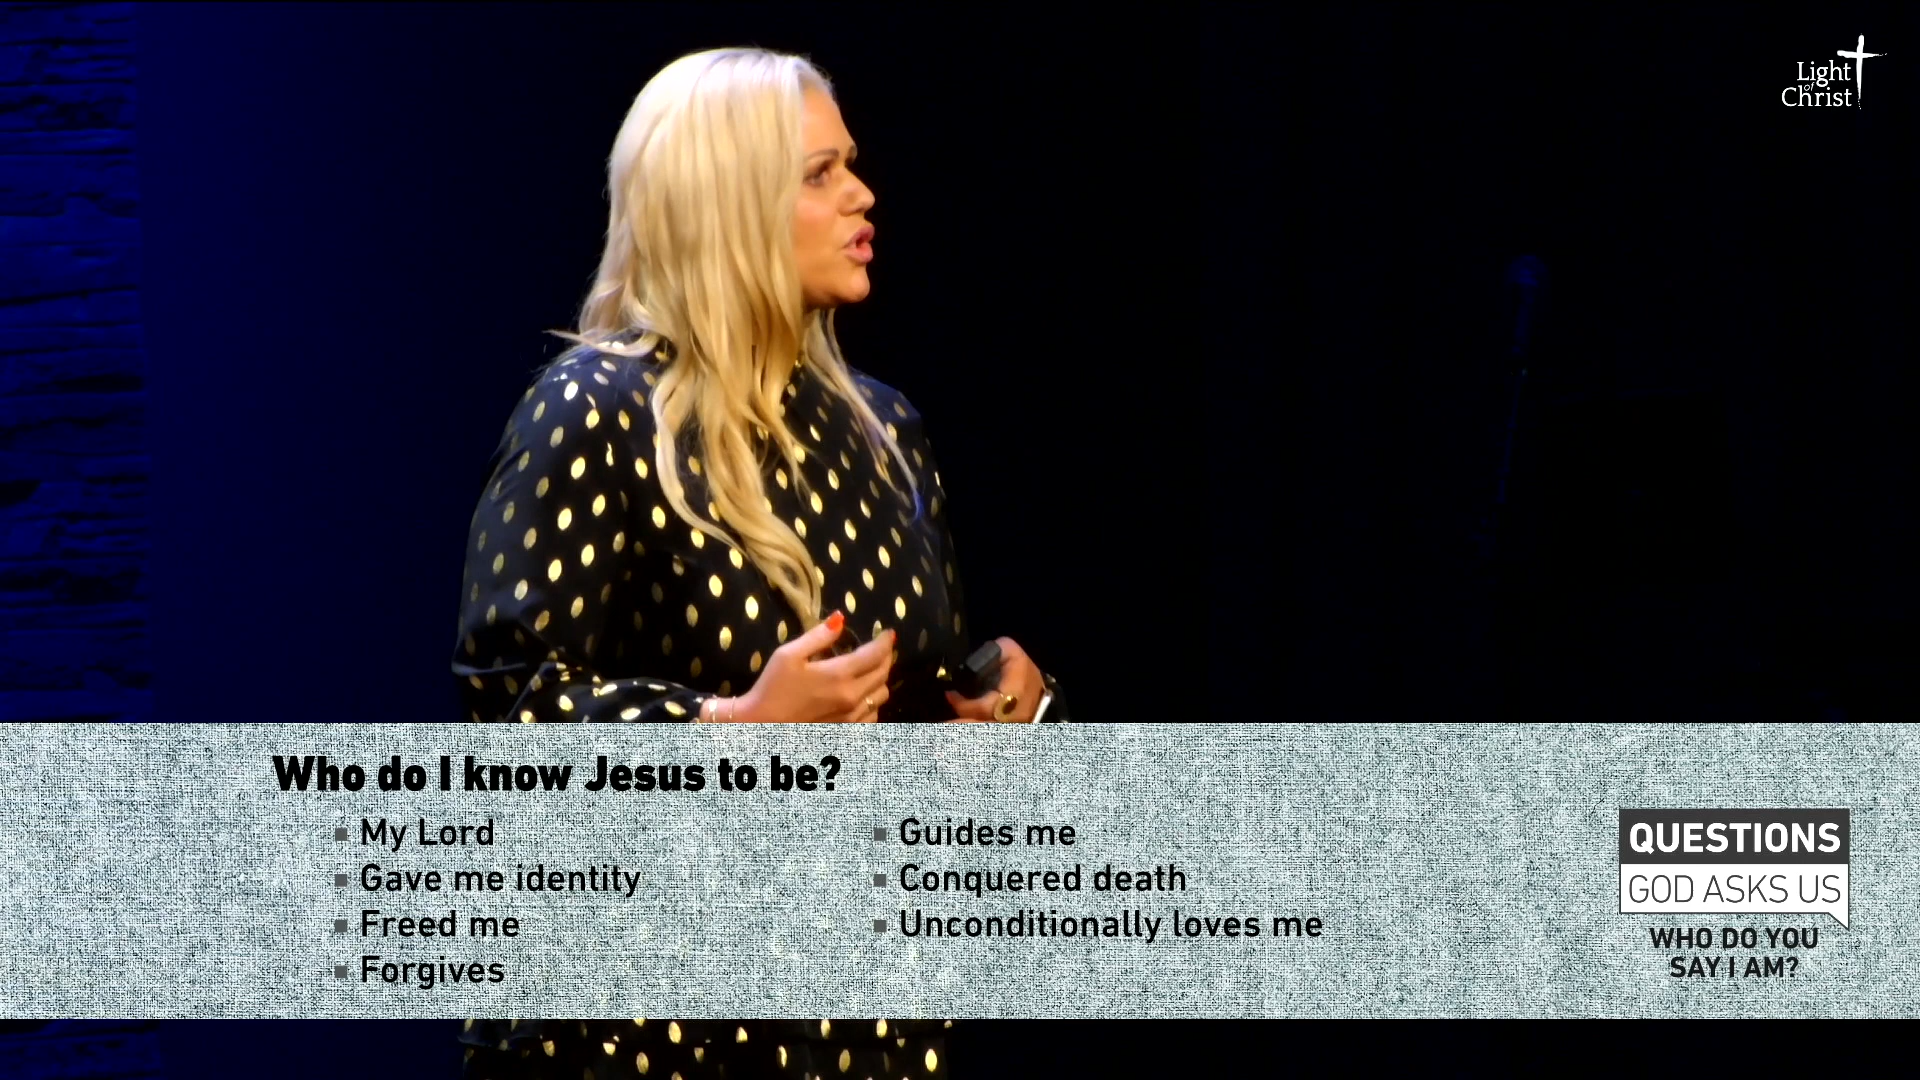 Light
of
Christ
Who do I know Jesus to be?
My Lord
Gave me identity
Freed me
Forgives
Guides me
Conquered death
Unconditionally loves me
QUESTIONS
GOD ASKS US
WHO DO YOU
SAY I AM?